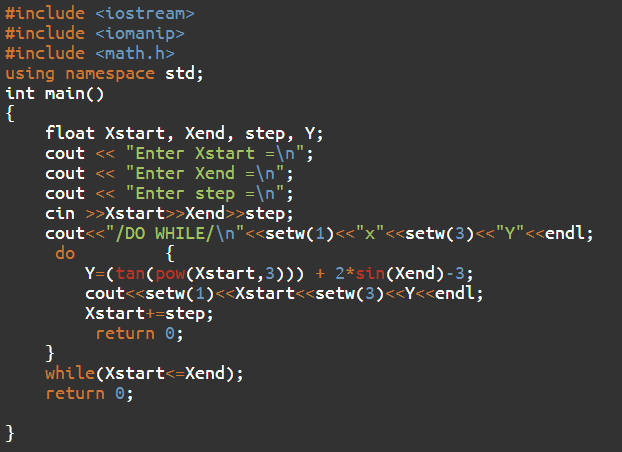 #include <iostream>
#include <iomanip>
#include <math.h>
using namespace std;
int main()
{
    float Xstart, Xend, step, Y;
    cout << "Enter Xstart =\n";
    cout << "Enter Xend =\n";
    cout << "Enter step =\n";
    cin >>Xstart>>Xend>>step;
    cout<<"/DO WHILE/\n"<<setw(1)<<"x"<<setw(3)<<"Y"<<endl;
     do         {
        Y=(tan(pow(Xstart,3))) + 2*sin(Xend)-3;
        cout<<setw(1)<<Xstart<<setw(3)<<Y<<endl;
        Xstart+=step;
         return 0;
    }
    while(Xstart<=Xend);
    return 0;

}